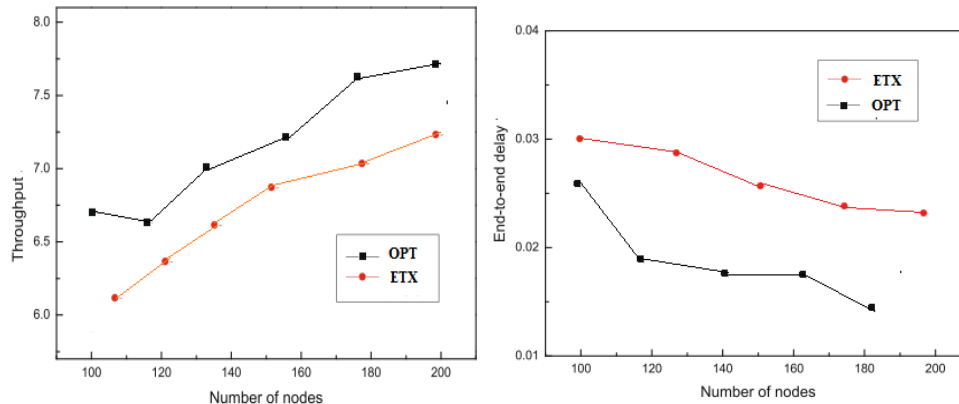 8.0
7.5
7.0
6.5
6.0
Throughput
100 120 140 160 180 200
Number of nodes
OPT
ETX
0.04
0.03
0.02
0.01
End-to-end delay
100 120 140 160 180 200
Number of nodes
ETX
OPT